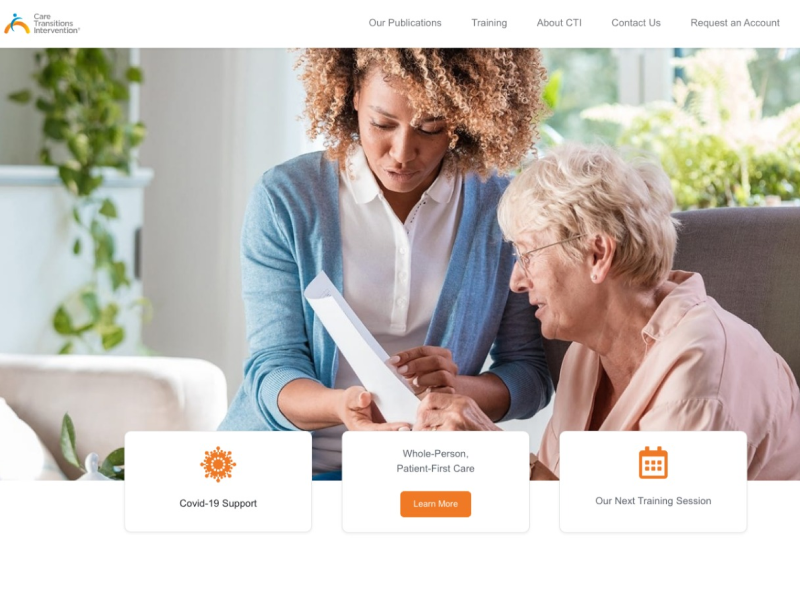 Care
Transitions
Intervention®
Our Publications
Training
About CTI
Contact Us
Request an Account
Covid-19 Support
Whole-Person,
Patient-First Care
Learn More
Our Next Training Session